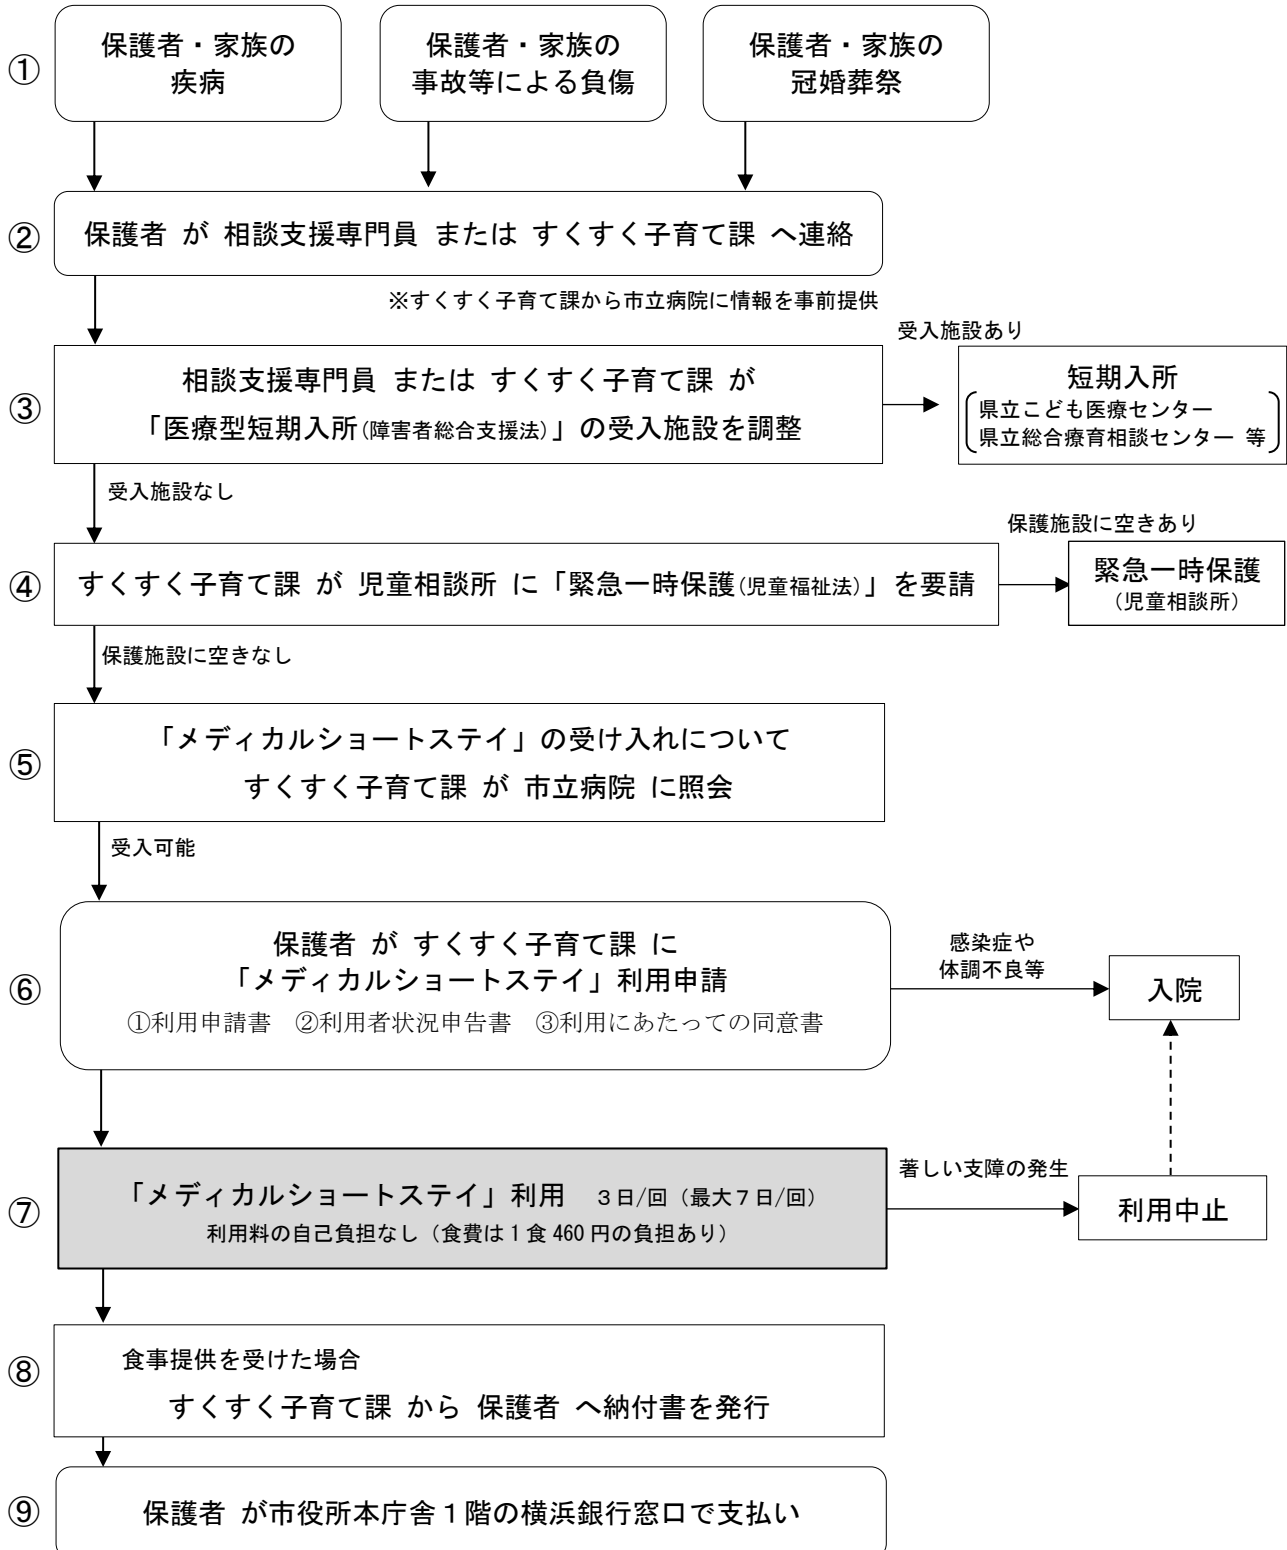 ①
保護者・家族の
疾病
保護者・家族の
事故等による負傷
保護者・家族の
冠婚葬祭
②
保護者 が 相談支援専門員 または すくすく子育て課 へ連絡
※すくすく子育て課から市立病院に情報を事前提供
③
相談支援専門員 または すくすく子育て課 が
「医療型短期入所(障害者総合支援法)」の受入施設を調整
受入施設あり
短期入所
県立こども医療センター
県立総合療育相談センター 等
受入施設なし
④
すくすく子育て課 が 児童相談所 に「緊急一時保護(児童福祉法)」を要請
保護施設に空きあり
緊急一時保護
(児童相談所)
保護施設に空きなし
⑤
「メディカルショートステイ」の受け入れについて
すくすく子育て課 が 市立病院 に照会
受入可能
⑥
保護者 が すくすく子育て課 に
「メディカルショートステイ」利用申請
①利用申請書 ②利用者状況申告書 ③利用にあたっての同意書
感染症や
体調不良等
入院
⑦
「メディカルショートステイ」利用 3日/回(最大7日/回)
利用料の自己負担なし(食費は1食460円の負担あり)
著しい支障の発生
利用中止
⑧
食事提供を受けた場合
すくすく子育て課 から 保護者 へ納付書を発行
⑨
保護者 が市役所本庁舎1階の横浜銀行窓口で支払い